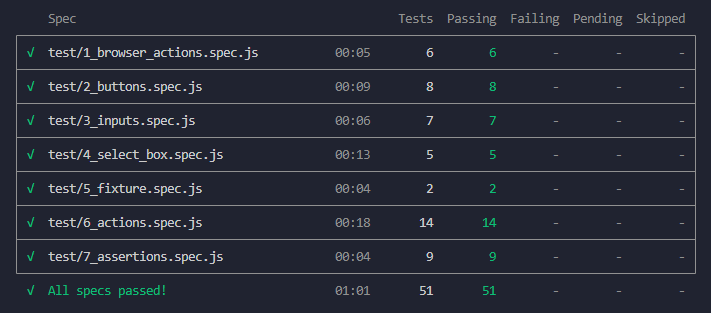 Spec Tests Passing Failing Pending Skipped
√ test/1_browser_actions.spec.js 00:05 6 6 - - -
√ test/2_buttons.spec.js 00:09 8 8 - - -
√ test/3_inputs.spec.js 00:06 7 7 - - -
√ test/4_select_box.spec.js 00:13 5 5 - - -
√ test/5_fixture.spec.js 00:04 2 2 - - -
√ test/6_actions.spec.js 00:18 14 14 - - -
√ test/7_assertions.spec.js 00:04 9 9 - - -
√ All specs passed! 01:01 51 51 - - -